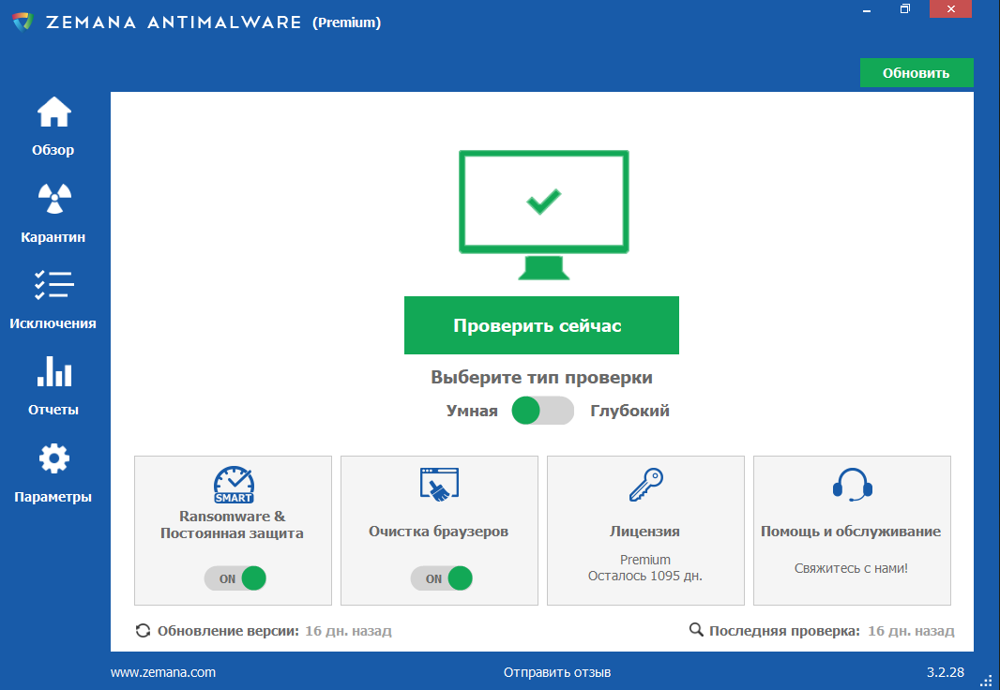 ZEMANA ANTIMALWARE (Premium)
Обновить
Обзор
Карантин
Исключения
Отчеты
Параметры
Проверить сейчас
Выберите тип проверки
Умная Глубокий
SMART
Ransomware &
Постоянная защита
ON
Очистка браузеров
ON
Лицензия
Premium
Осталось 1095 дн.
Помощь и обслуживание
Свяжитесь с нами!
Обновление версии: 16 дн. назад
Последняя проверка: 16 дн. назад
www.zemana.com
Отправить отзыв
3.2.28